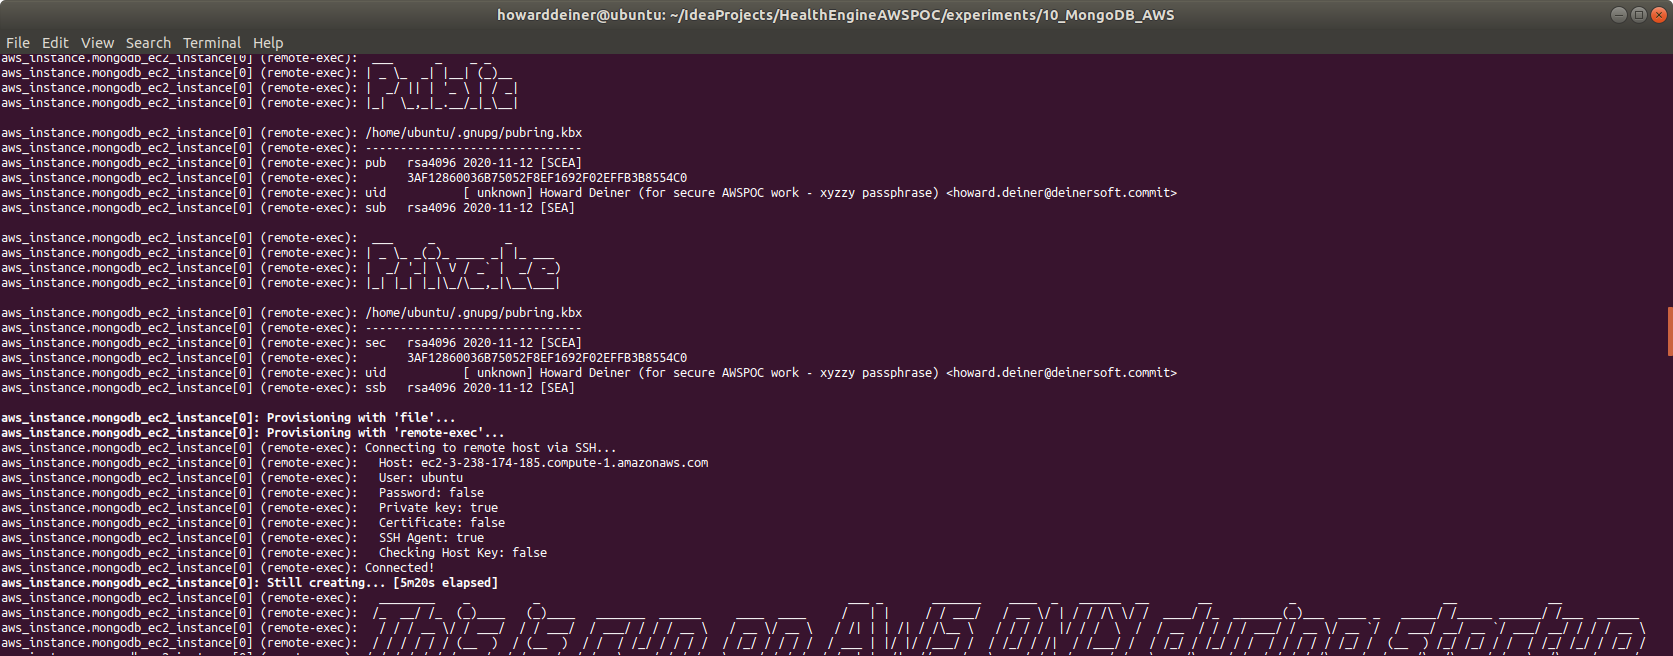 howarddeiner@ubuntu: ~/IdeaProjects/HealthEngineAWSPOC/experiments/10_MongoDB_AWS
File Edit View Search Terminal Help
aws_instance.mongodb_ec2_instance[0] (remote-exec):
aws_instance.mongodb_ec2_instance[0] (remote-exec): Public
aws_instance.mongodb_ec2_instance[0] (remote-exec):
aws_instance.mongodb_ec2_instance[0] (remote-exec):
aws_instance.mongodb_ec2_instance[0] (remote-exec): /home/ubuntu/.gnupg/pubring.kbx
aws_instance.mongodb_ec2_instance[0] (remote-exec): -------------------------------
aws_instance.mongodb_ec2_instance[0] (remote-exec): pub   rsa4096 2020-11-12 [SCEA]
aws_instance.mongodb_ec2_instance[0] (remote-exec):       3AF12860036B75052F8EF1692F02EFFB3B8554C0
aws_instance.mongodb_ec2_instance[0] (remote-exec): uid           [ unknown] Howard Deiner (for secure AWSPOC work - xyzzy passphrase) <howard.deiner@deinersoft.commit>
aws_instance.mongodb_ec2_instance[0] (remote-exec): sub   rsa4096 2020-11-12 [SEA]
aws_instance.mongodb_ec2_instance[0] (remote-exec):
aws_instance.mongodb_ec2_instance[0] (remote-exec): Private
aws_instance.mongodb_ec2_instance[0] (remote-exec):
aws_instance.mongodb_ec2_instance[0] (remote-exec):
aws_instance.mongodb_ec2_instance[0] (remote-exec): /home/ubuntu/.gnupg/pubring.kbx
aws_instance.mongodb_ec2_instance[0] (remote-exec): -------------------------------
aws_instance.mongodb_ec2_instance[0] (remote-exec): sec   rsa4096 2020-11-12 [SCEA]
aws_instance.mongodb_ec2_instance[0] (remote-exec):       3AF12860036B75052F8EF1692F02EFFB3B8554C0
aws_instance.mongodb_ec2_instance[0] (remote-exec): uid           [ unknown] Howard Deiner (for secure AWSPOC work - xyzzy passphrase) <howard.deiner@deinersoft.commit>
aws_instance.mongodb_ec2_instance[0] (remote-exec): ssb   rsa4096 2020-11-12 [SEA]
aws_instance.mongodb_ec2_instance[0]: Provisioning with 'file'...
aws_instance.mongodb_ec2_instance[0]: Provisioning with 'remote-exec'...
aws_instance.mongodb_ec2_instance[0] (remote-exec): Connecting to remote host via SSH...
aws_instance.mongodb_ec2_instance[0] (remote-exec):   Host: ec2-3-238-174-185.compute-1.amazonaws.com
aws_instance.mongodb_ec2_instance[0] (remote-exec):   User: ubuntu
aws_instance.mongodb_ec2_instance[0] (remote-exec):   Password: false
aws_instance.mongodb_ec2_instance[0] (remote-exec):   Private key: true
aws_instance.mongodb_ec2_instance[0] (remote-exec):   Certificate: false
aws_instance.mongodb_ec2_instance[0] (remote-exec):   SSH Agent: true
aws_instance.mongodb_ec2_instance[0] (remote-exec):   Checking Host Key: false
aws_instance.mongodb_ec2_instance[0] (remote-exec): Connected!
aws_instance.mongodb_ec2_instance[0]: Still creating... [5m20s elapsed]
aws_instance.mongodb_ec2_instance[0] (remote-exec):
aws_instance.mongodb_ec2_instance[0] (remote-exec):
aws_instance.mongodb_ec2_instance[0] (remote-exec):
aws_instance.mongodb_ec2_instance[0] (remote-exec):